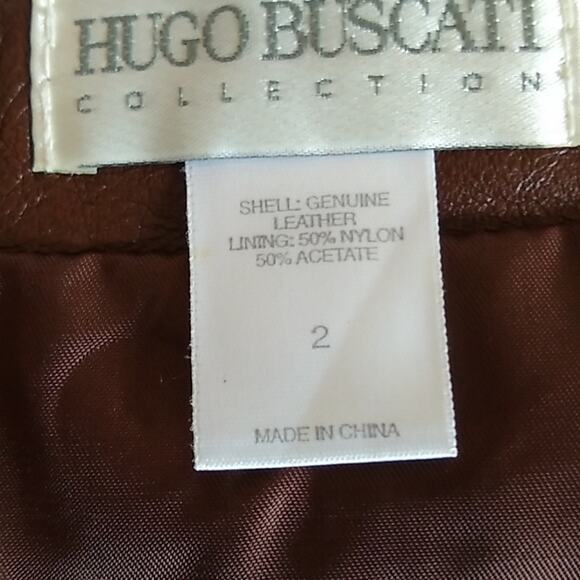 HUGO BUSCATI
COLLECTION
SHELL: GENUINE
LEATHER
LINING: 50% NYLON
50% ACETATE
2
MADE IN CHINA